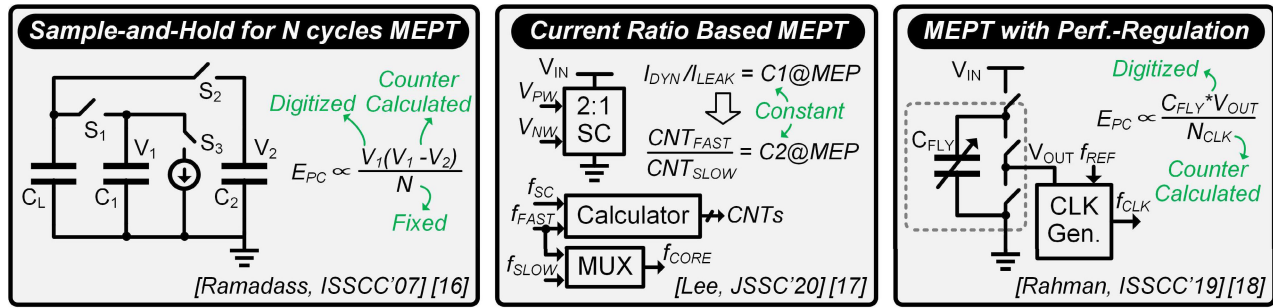 Sample-and-Hold for N cycles MEPT
S2
S1
V1
S3
V2
CL
C1
C2
Digitized
Counter
Calculated
EPC ∝ V1(V1 -V2)
N
Fixed
[Ramadass, ISSCC'07] [16]
Current Ratio Based MEPT
VIN
VPW
VNW
2:1
SC
IDYN/ILEAK = C1@MEP
Constant
CNTFAST
CNTSLOW
= C2@MEP
fSC
fFAST
Calculator
CNTs
fSLOW
MUX
fCORE
[Lee, JSSC'20] [17]
MEPT with Perf.-Regulation
VIN
CFLY
VOUT
fREF
CLK
Gen.
fCLK
Digitized
EPC ∝ CFLY*VOUT
NCLK
Counter
Calculated
[Rahman, ISSCC'19] [18]